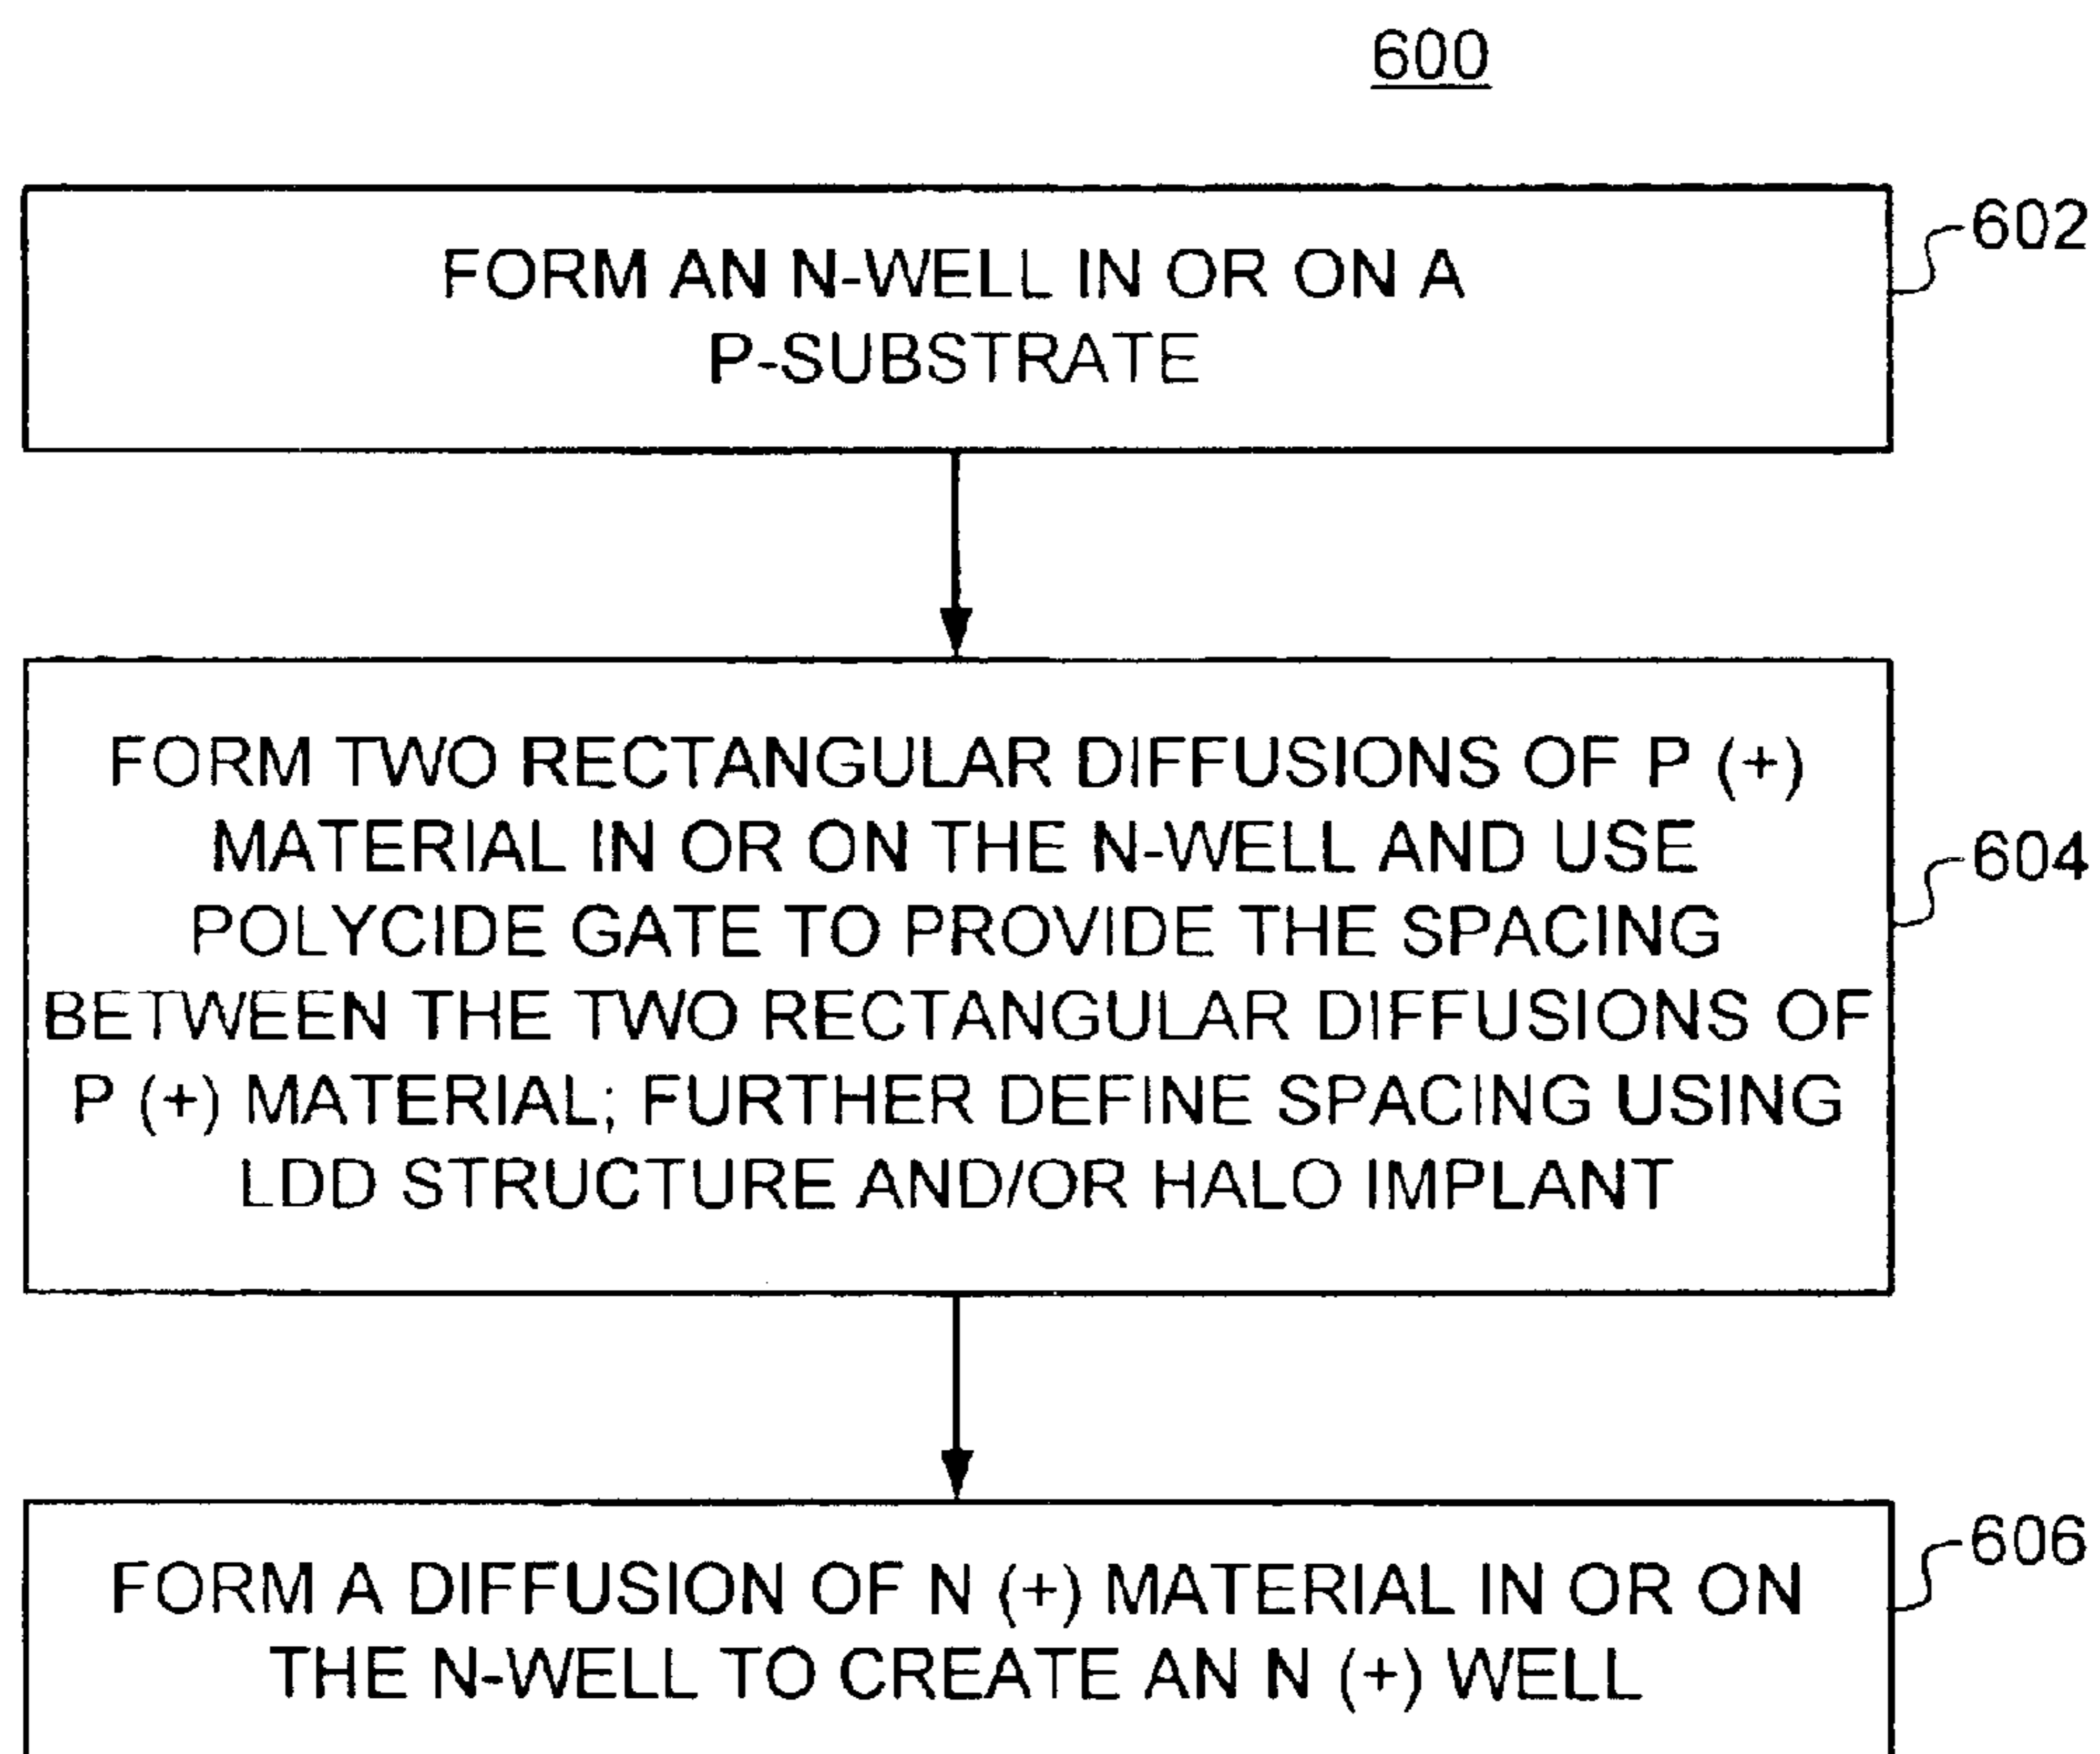 600
602
FORM AN N-WELL IN OR ON A
P-SUBSTRATE
FORM TWO RECTANGULAR DIFFUSIONS OF P (+)
MATERIAL IN OR ON THE N-WELL AND USE
POLYCIDE GATE TO PROVIDE THE SPACING
BETWEEN THE TWO RECTANGULAR DIFFUSIONS OF
P (+) MATERIAL; FURTHER DEFINE SPACING USING
LDD STRUCTURE AND/OR HALO IMPLANT
604
FORM A DIFFUSION OF N (+) MATERIAL IN OR ON
THE N-WELL TO CREATE AN N (+) WELL
606